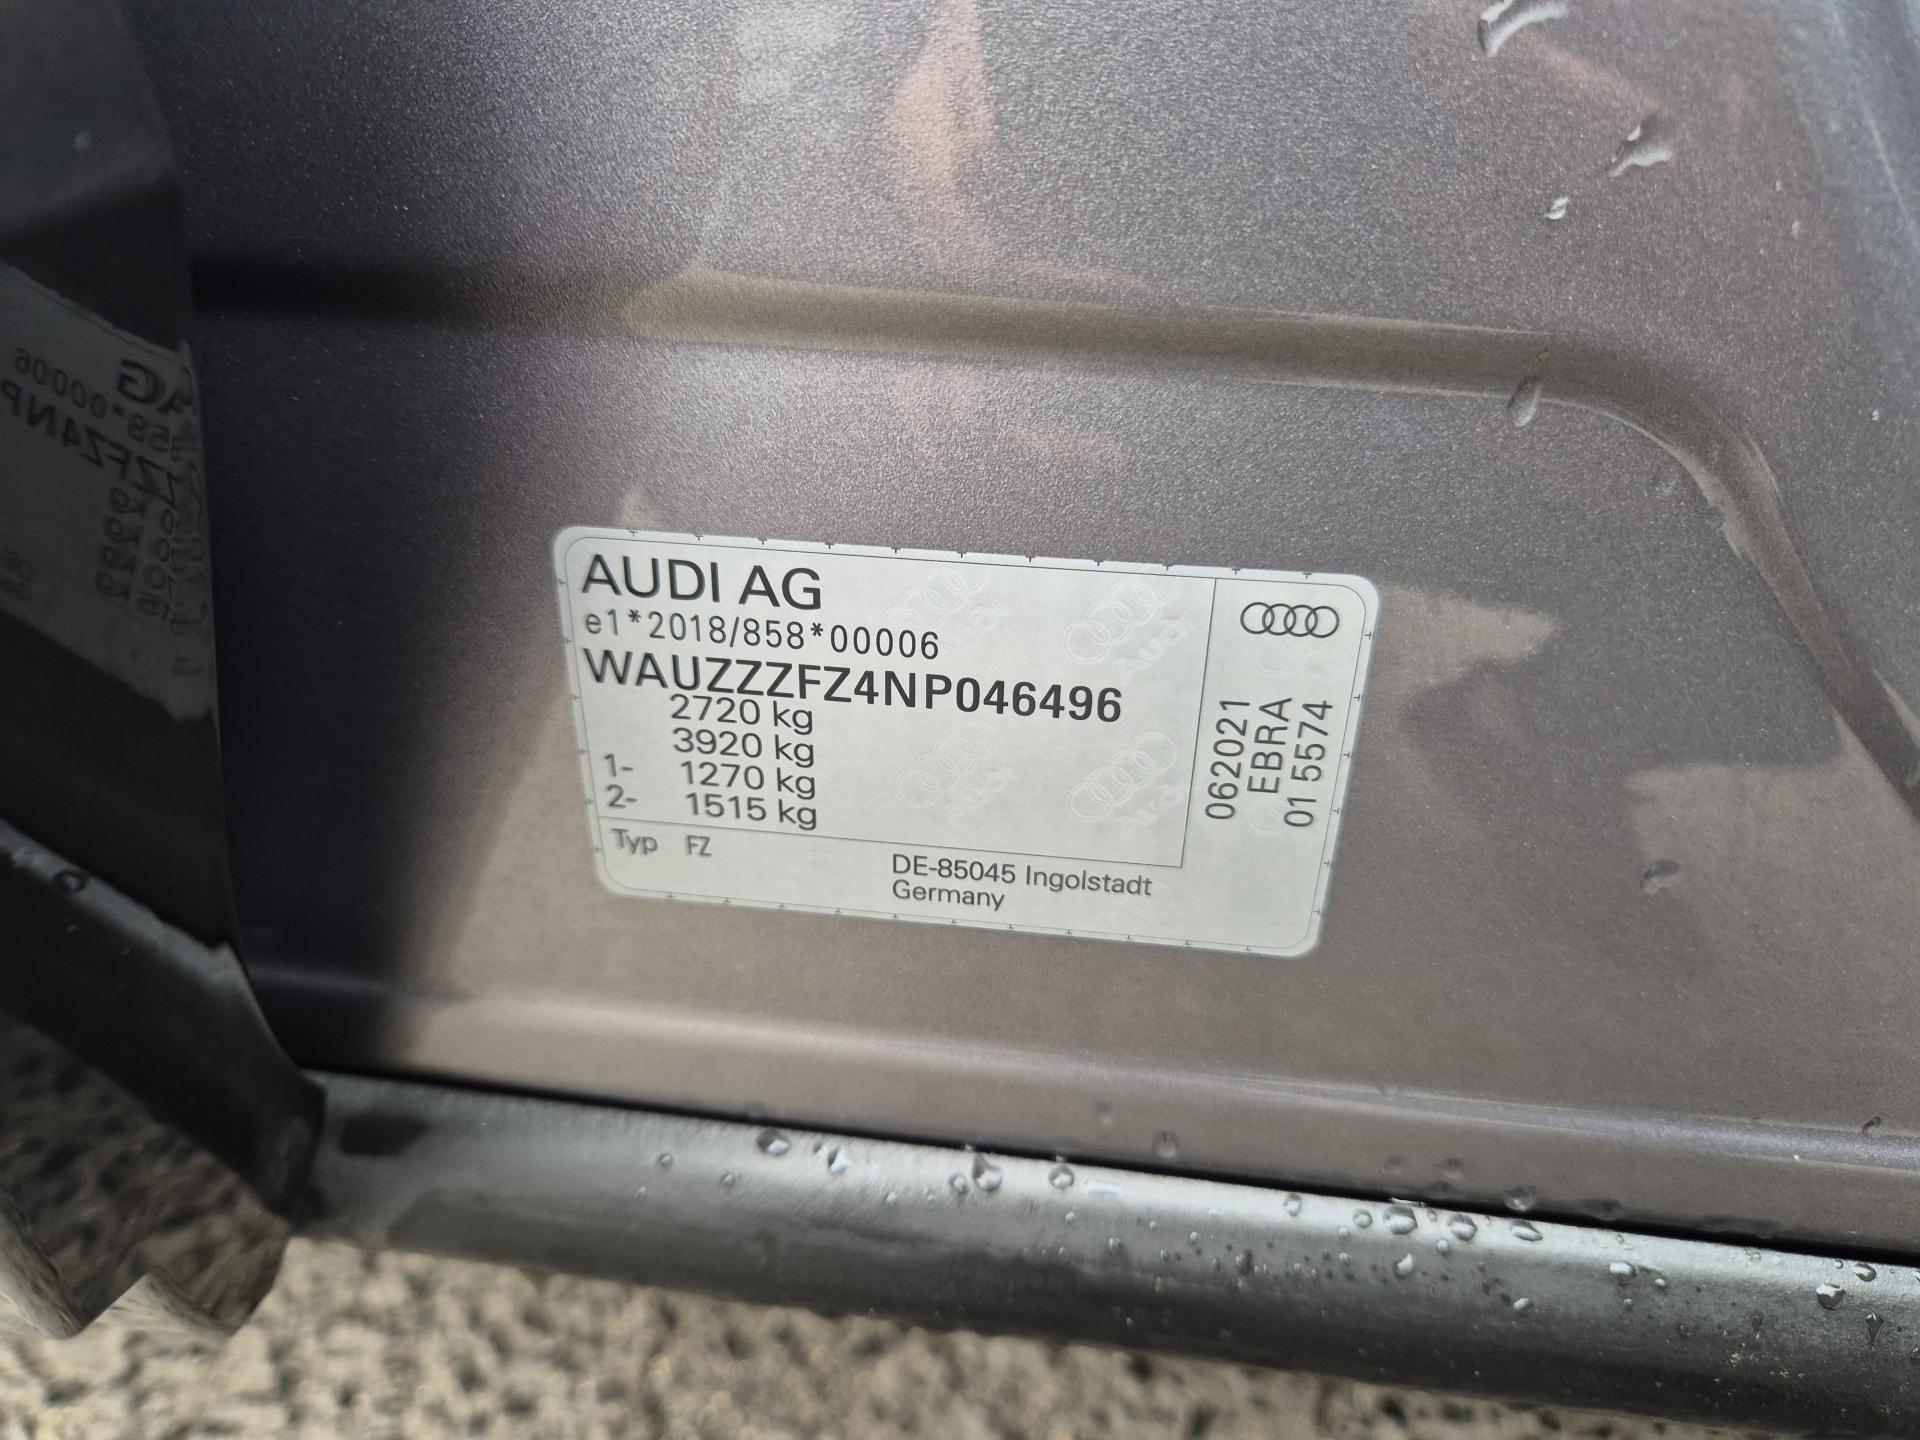 AUDI AG
e1*2018/858*00006
WAUZZZFZ4NP046496
2720 kg
3920 kg
1- 1270 kg
2- 1515 kg
Typ FZ
DE-85045 Ingolstadt
Germany
062021
EBRA
01 5574